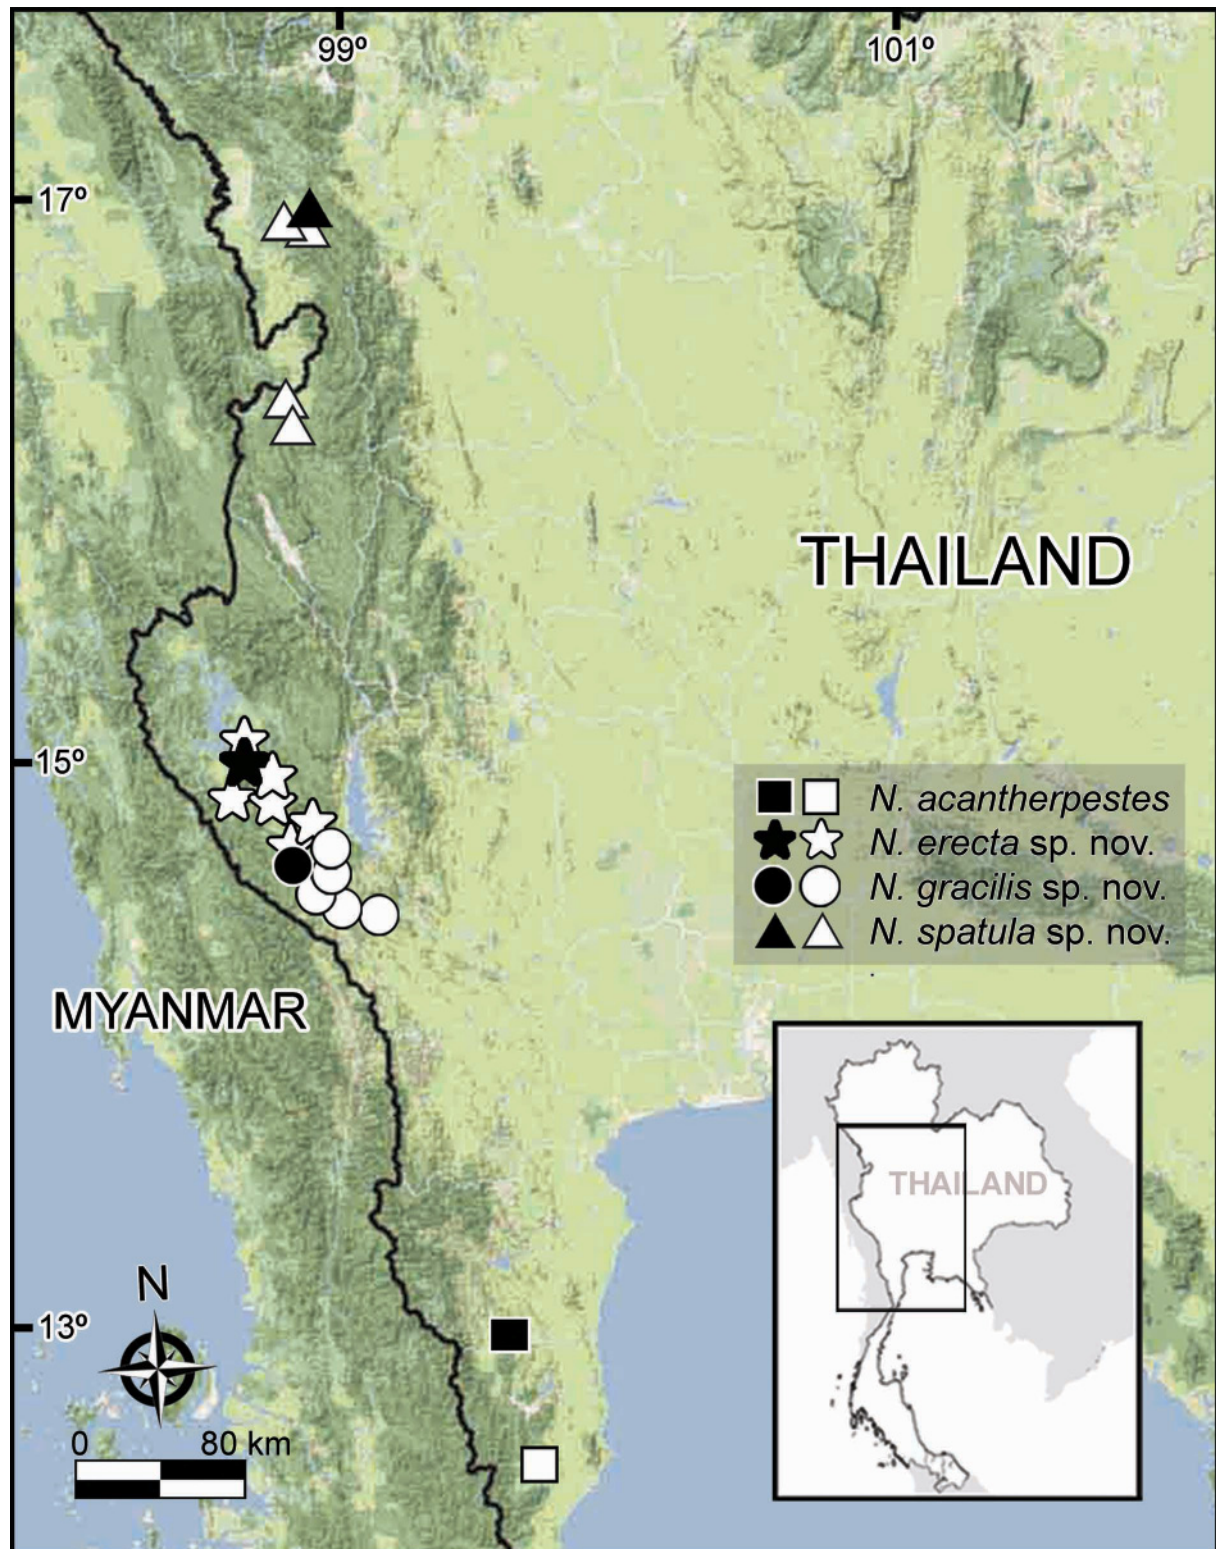 99º
101º
17º
THAILAND
15º
N. acantherpestes
N. erecta sp. nov.
N. gracilis sp. nov.
N. spatula sp. nov.
MYANMAR
THAILAND
N
13º
0 80 km